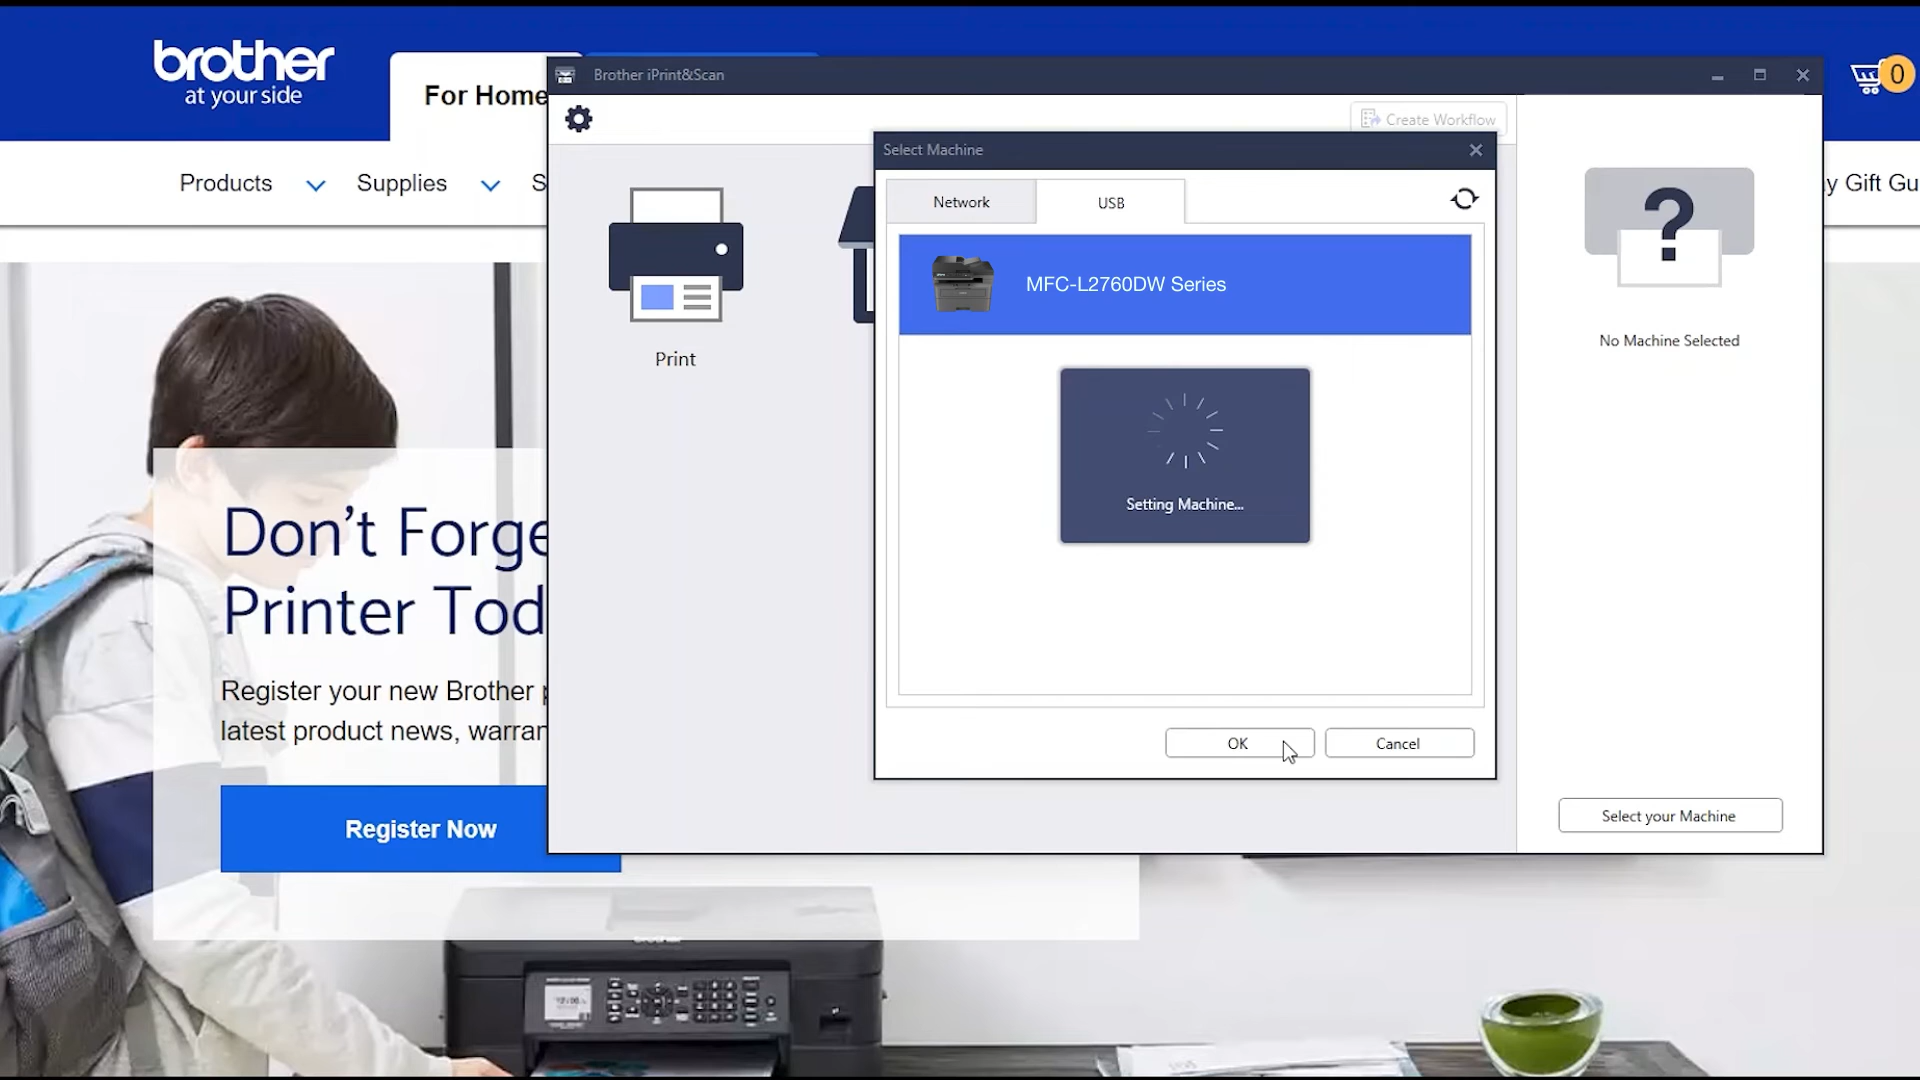 brother
at your side
For Home
0
Products
Supplies
S
y Gift Gu
Don't Forge
Printer Tod
Register your new Brother p
latest product news, warran
Register Now
Brother iPrint&Scan
Create Workflow
Print
Select Machine
Network
USB
MFC-L2760DW Series
Setting Machine...
OK
Cancel
?
No Machine Selected
Select your Machine
brother